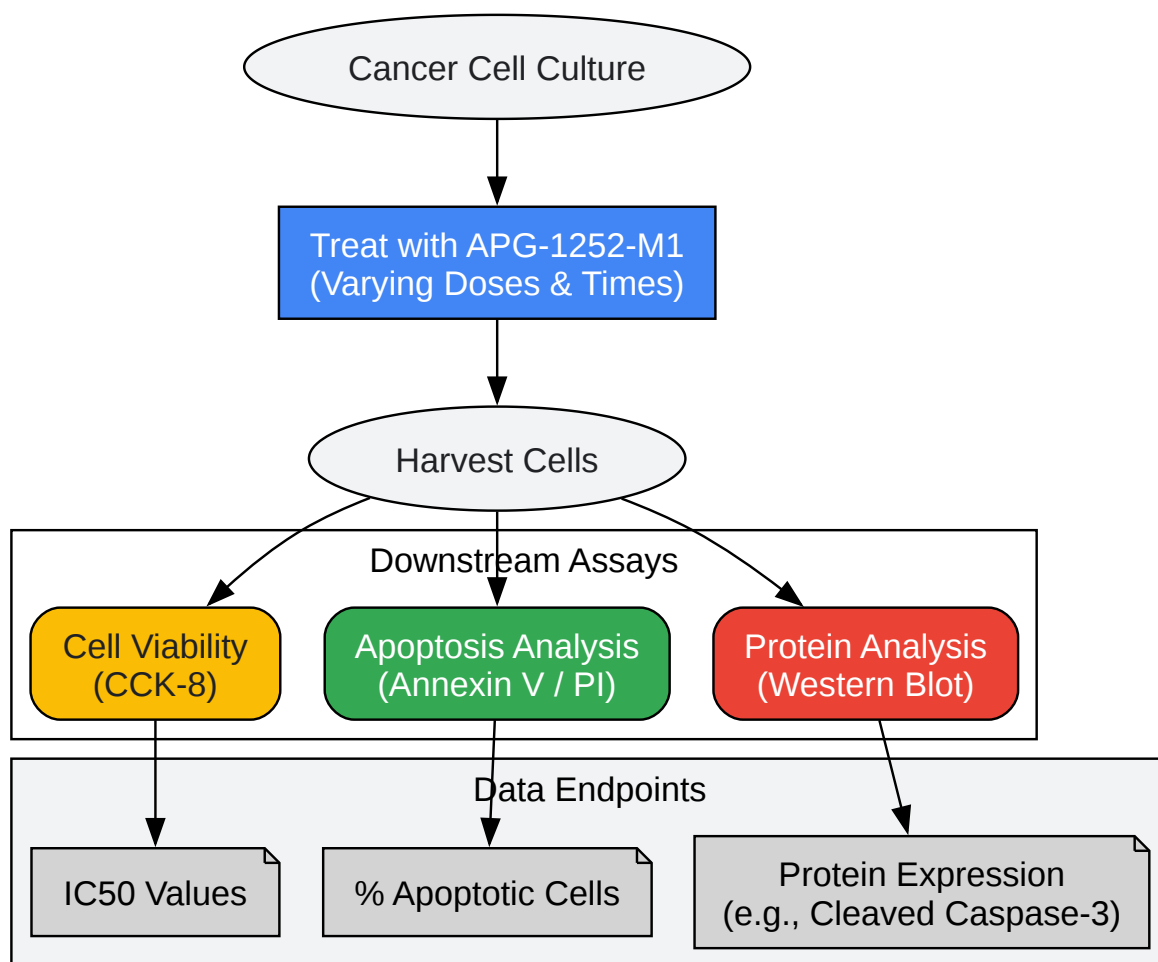 Cancer Cell Culture
Treat with APG-1252-M1
(Varying Doses & Times)
Harvest Cells
Downstream Assays
Cell Viability
(CCK-8)
Apoptosis Analysis
(Annexin V / PI)
Protein Analysis
(Western Blot)
Data Endpoints
IC50 Values
% Apoptotic Cells
Protein Expression
(e.g., Cleaved Caspase-3)